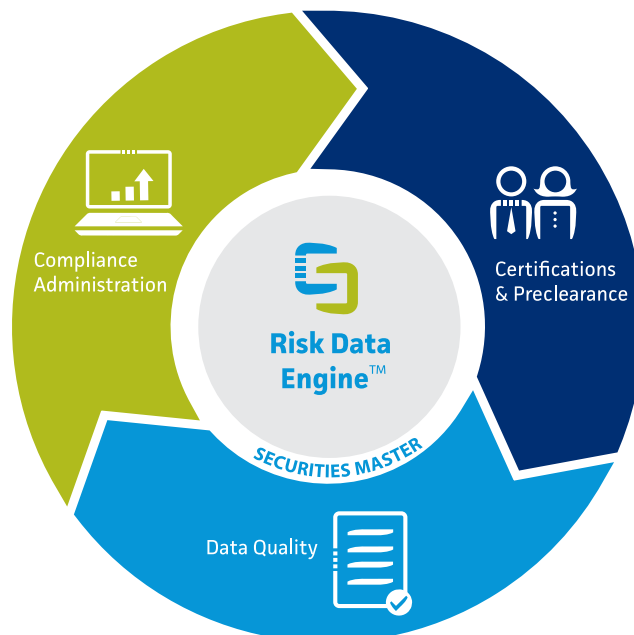 Compliance
Administration
Certifications
& Preclearance
Risk Data
Engine™
SECURITIES MASTER
Data Quality